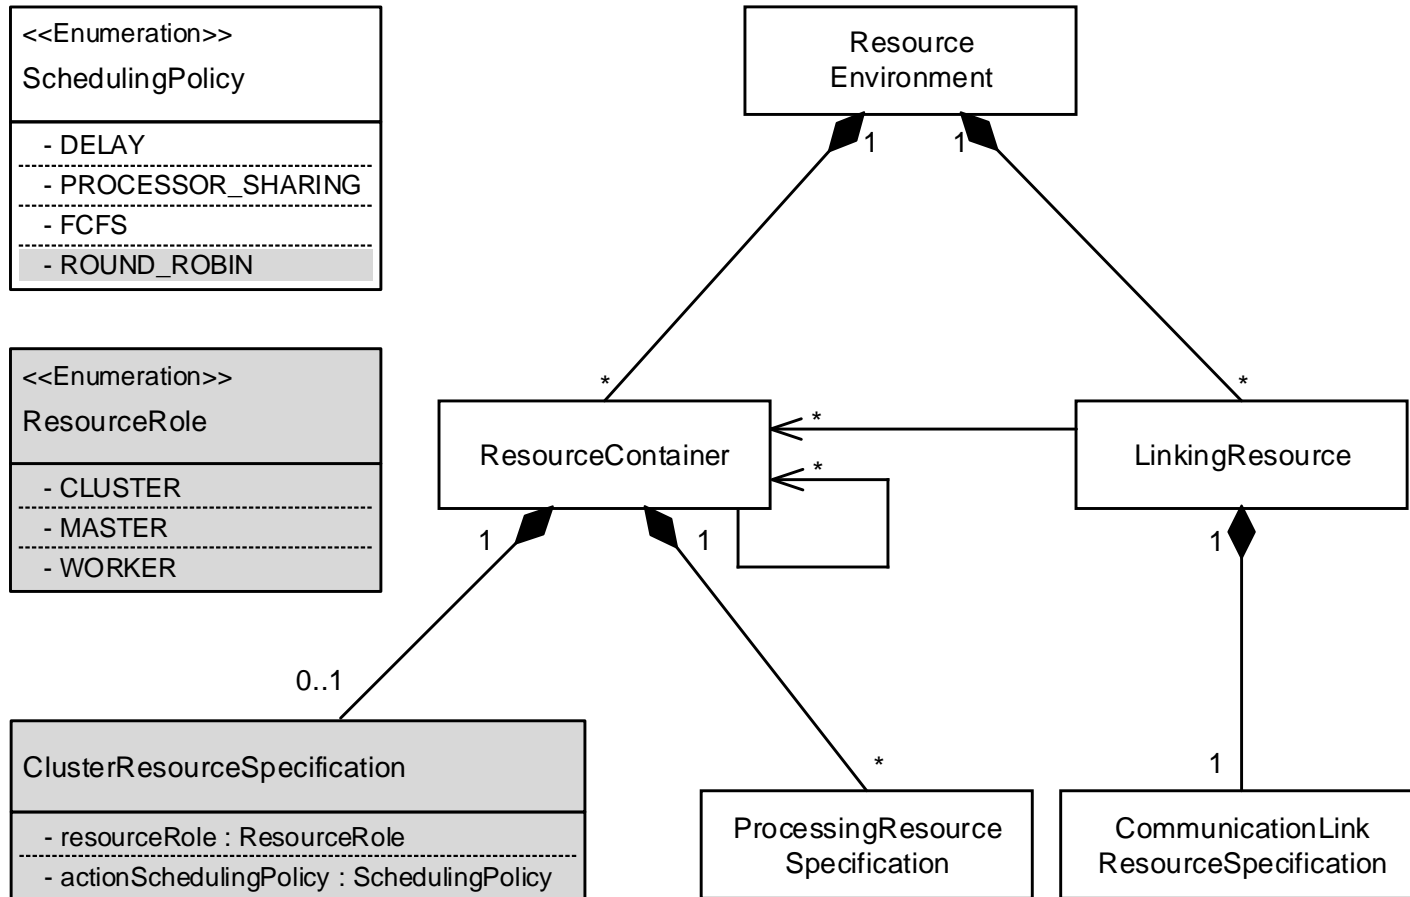 <<Enumeration>>
SchedulingPolicy
- DELAY
- PROCESSOR_SHARING
- FCFS
- ROUND_ROBIN
Resource
Environment
1
1
*
*
<<Enumeration>>
ResourceRole
- CLUSTER
- MASTER
- WORKER
ResourceContainer
*
*
LinkingResource
1
1
1
0..1
*
1
ClusterResourceSpecification
- resourceRole : ResourceRole
- actionSchedulingPolicy : SchedulingPolicy
ProcessingResource
Specification
CommunicationLink
ResourceSpecification